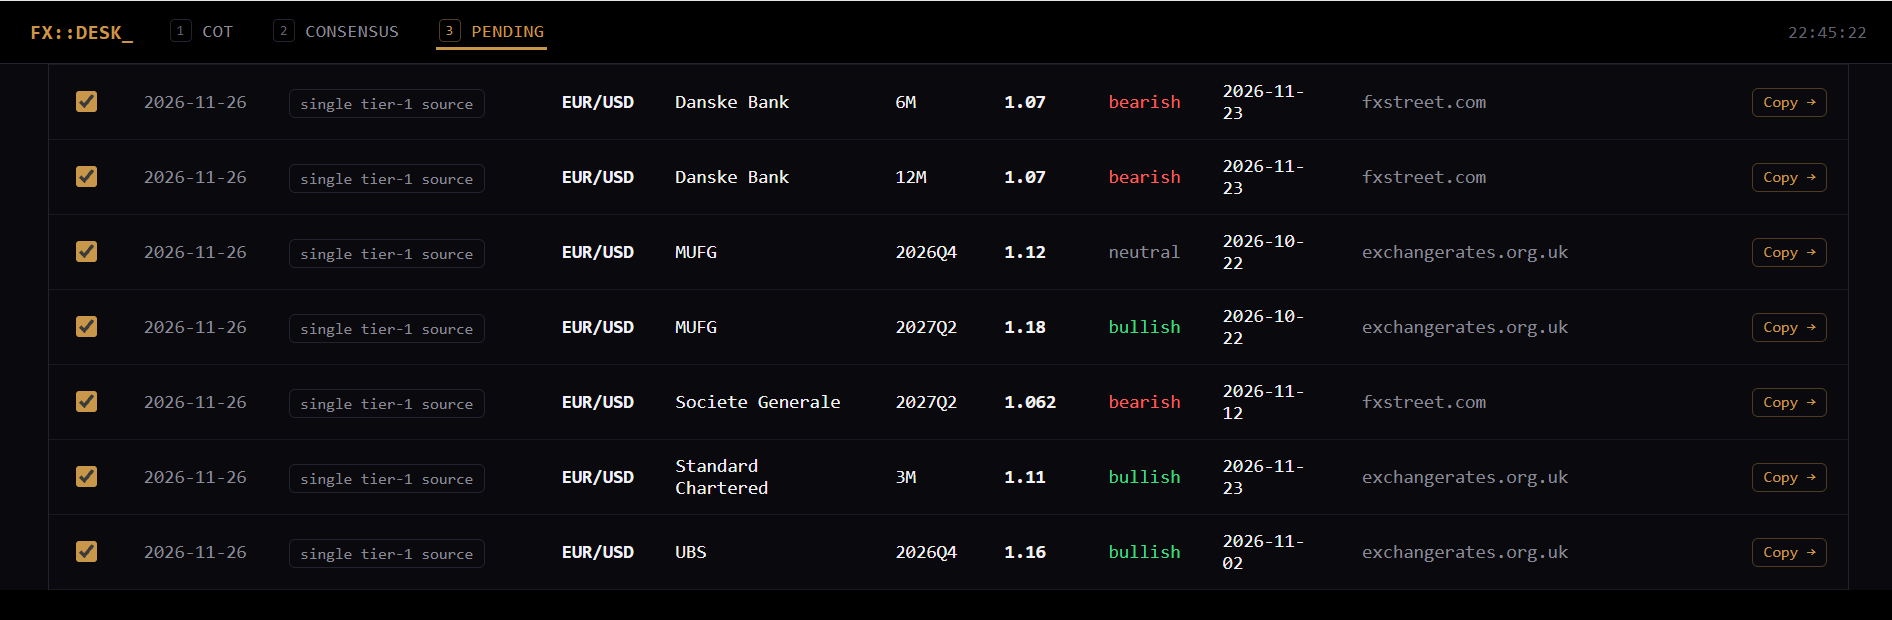 FX::DESK_ 1 COT 2 CONSENSUS 3 PENDING 22:45:22
2026-11-26 single tier-1 source EUR/USD Danske Bank 6M 1.07 bearish 2026-11-
23 fxstreet.com Copy →
2026-11-26 single tier-1 source EUR/USD Danske Bank 12M 1.07 bearish 2026-11-
23 fxstreet.com Copy →
2026-11-26 single tier-1 source EUR/USD MUFG 2026Q4 1.12 neutral 2026-10-
22 exchangerates.org.uk Copy →
2026-11-26 single tier-1 source EUR/USD MUFG 2027Q2 1.18 bullish 2026-10-
22 exchangerates.org.uk Copy →
2026-11-26 single tier-1 source EUR/USD Societe Generale 2027Q2 1.062 bearish 2026-11-
12 fxstreet.com Copy →
2026-11-26 single tier-1 source EUR/USD Standard
Chartered 3M 1.11 bullish 2026-11-
23 exchangerates.org.uk Copy →
2026-11-26 single tier-1 source EUR/USD UBS 2026Q4 1.16 bullish 2026-11-
02 exchangerates.org.uk Copy →